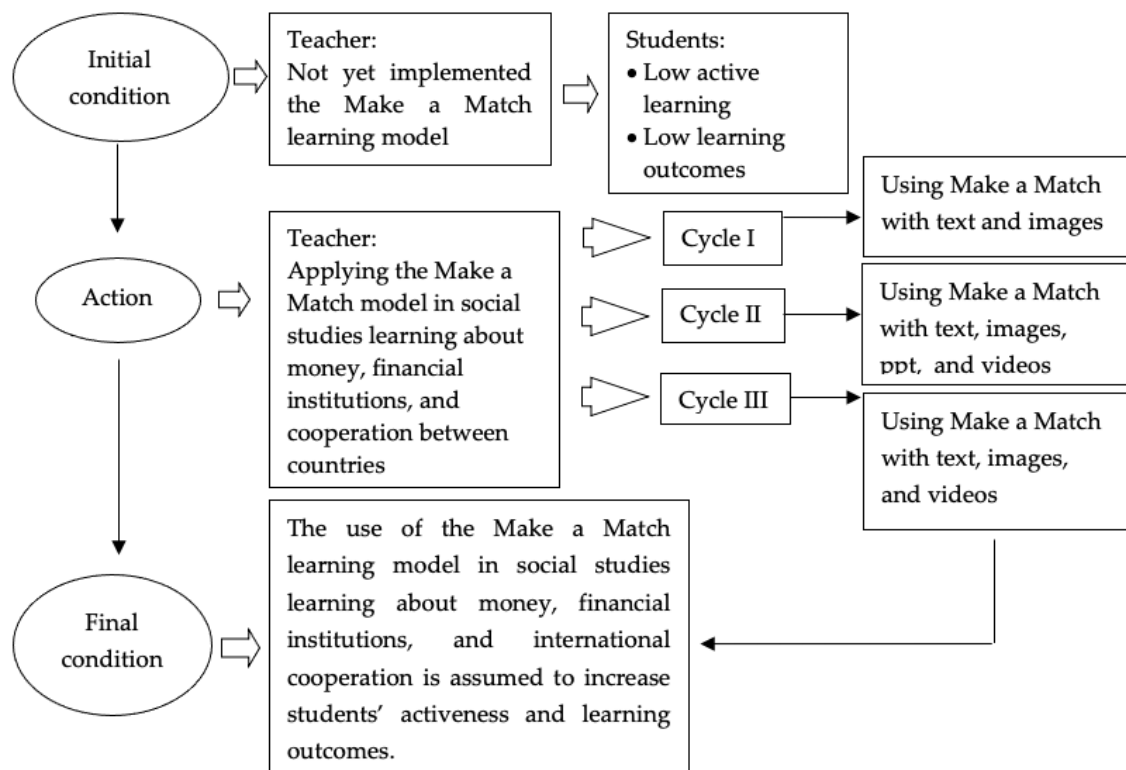 Initial
condition
Teacher:
Not yet implemented
the Make a Match
learning model
Students:
• Low active
learning
• Low learning
outcomes
Action
Teacher:
Applying the Make a
Match model in social
studies learning about
money, financial
institutions, and
cooperation between
countries
Cycle I
Using Make a Match
with text and images
Cycle II
Using Make a Match
with text, images,
ppt, and videos
Cycle III
Using Make a Match
with text, images,
and videos
Final
condition
The use of the Make a Match
learning model in social studies
learning about money, financial
institutions, and international
cooperation is assumed to increase
students’ activeness and learning
outcomes.